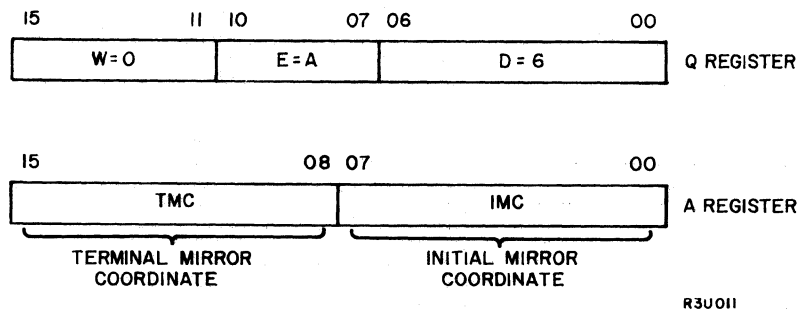 15 11 10 07 06 00
W=0 E=A D=6 Q REGISTER
15 08 07 00
TMC IMC A REGISTER
TERMINAL MIRROR COORDINATE INITIAL MIRROR COORDINATE
R3U011